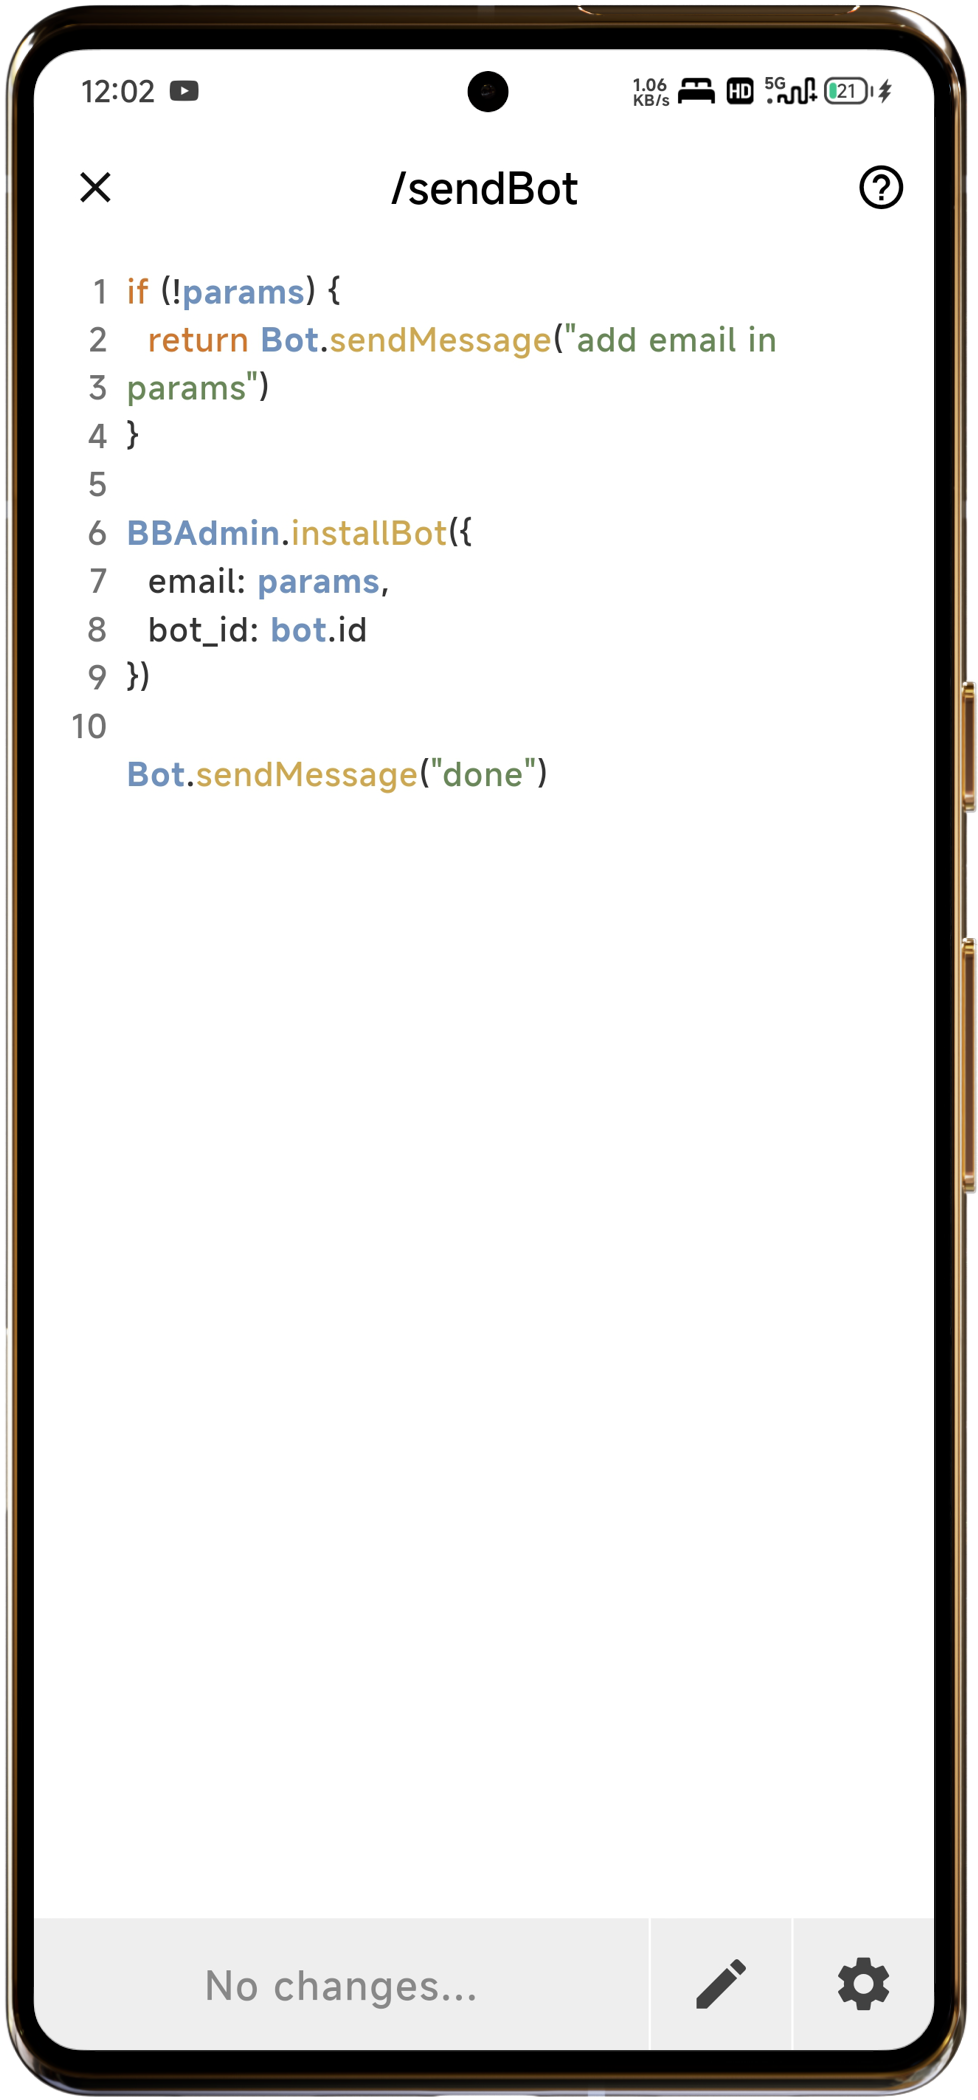 12:02 1.06 KB/s HD 5G 21
/sendBot
1 if (!params) {
2 return Bot.sendMessage("add email in
3 params")
4 }
5
6 BBAdmin.installBot({
7 email: params,
8 bot_id: bot.id
9 })
10
Bot.sendMessage("done")
No changes...